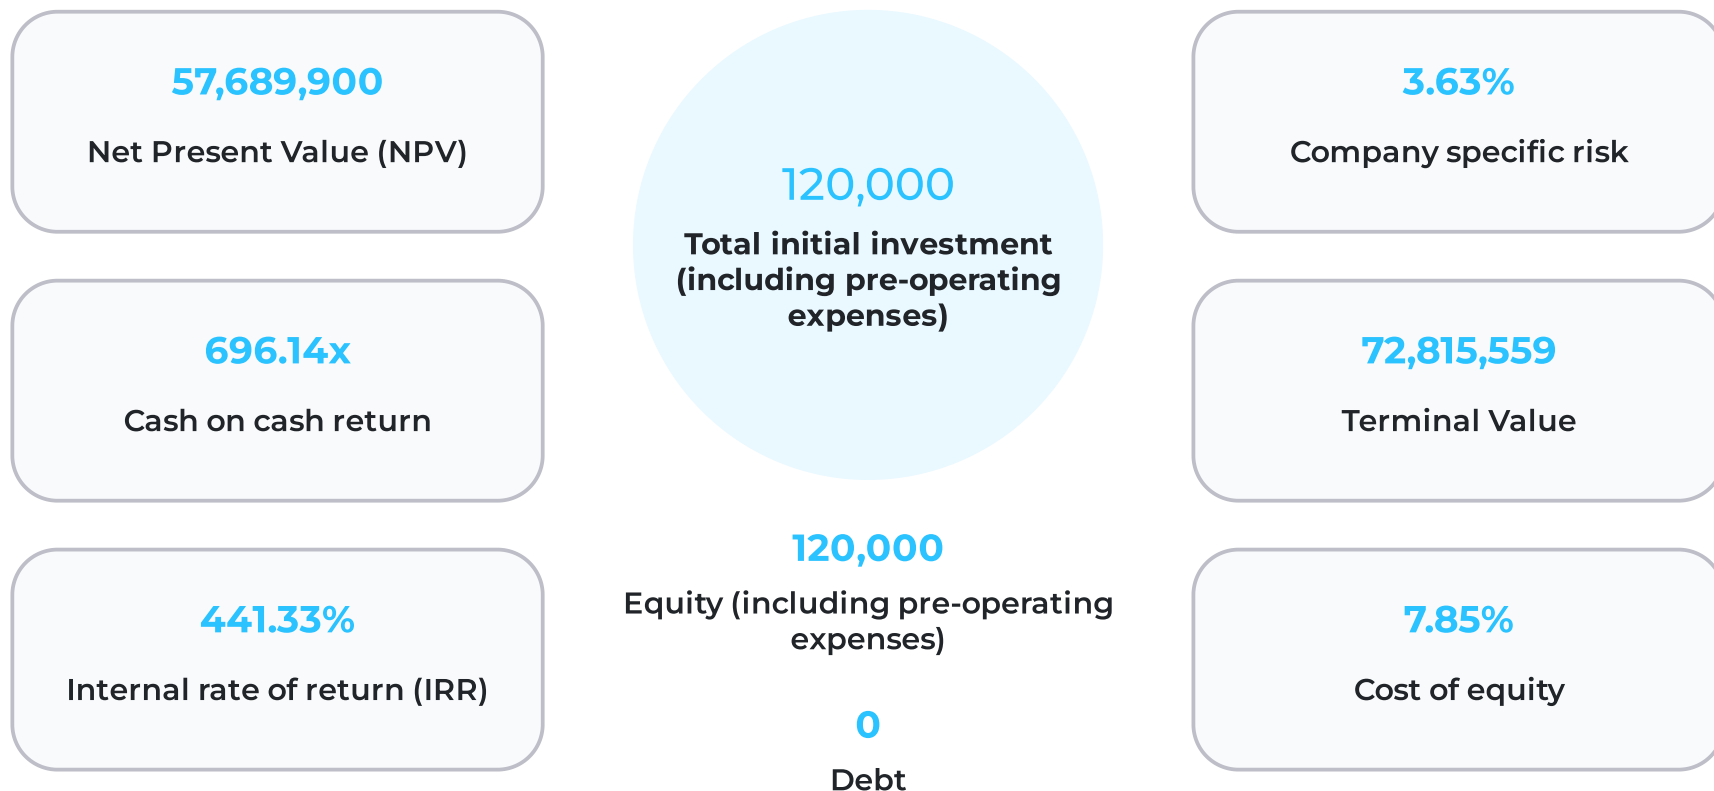 57,689,900
Net Present Value (NPV)
696.14x
Cash on cash return
441.33%
Internal rate of return (IRR)
120,000
Total initial investment
(including pre-operating
expenses)
120,000
Equity (including pre-operating
expenses)
0
Debt
3.63%
Company specific risk
72,815,559
Terminal Value
7.85%
Cost of equity